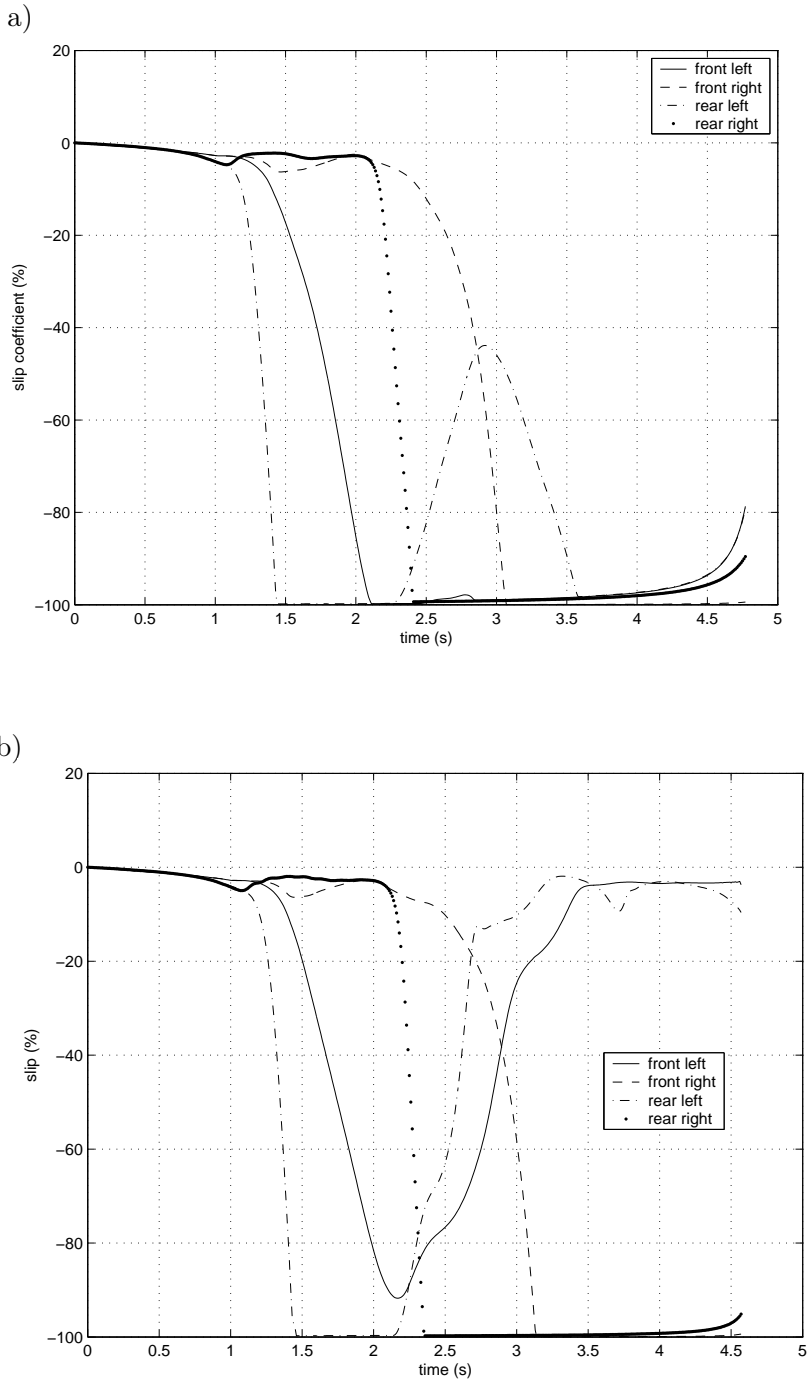 a)
20
0
−20
−40
−60
−80
−100
slip coefficient (%)
front left
front right
rear left
rear right
0 0.5 1 1.5 2 2.5 3 3.5 4 4.5 5
time (s)
b)
20
0
−20
−40
−60
−80
−100
slip (%)
front left
front right
rear left
rear right
0 0.5 1 1.5 2 2.5 3 3.5 4 4.5 5
time (s)